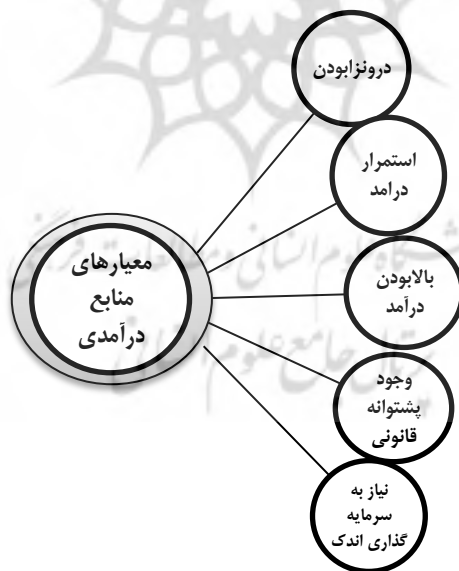 درونزابودن
استمرار
درامد
معیارهای
منابع
درآمدی
بالابودن
درآمد
وجود
پشتوانه
قانونی
نیاز به
سرمایه
گذاری اندک